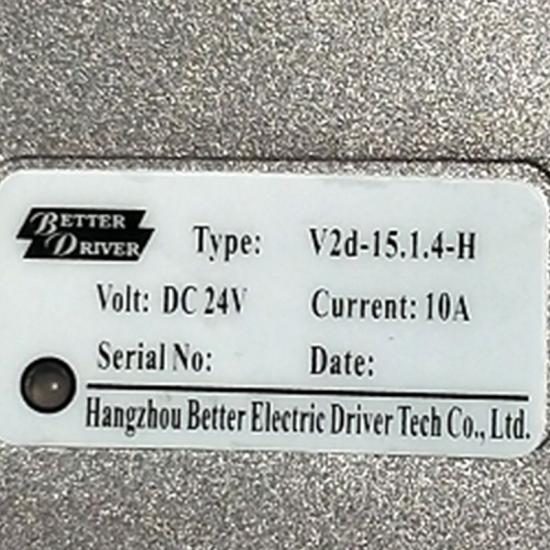 BETTER DRIVER
Type: V2d-15.1.4-H
Volt: DC 24V Current: 10A
Serial No: Date:
Hangzhou Better Electric Driver Tech Co., Ltd.